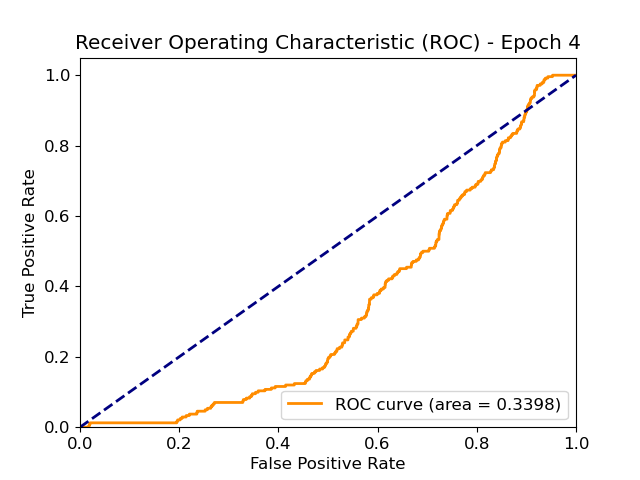 Receiver Operating Characteristic (ROC) - Epoch 4
True Positive Rate
1.0
0.8
0.6
0.4
0.2
0.0
ROC curve (area = 0.3398)
0.0 0.2 0.4 0.6 0.8 1.0
False Positive Rate